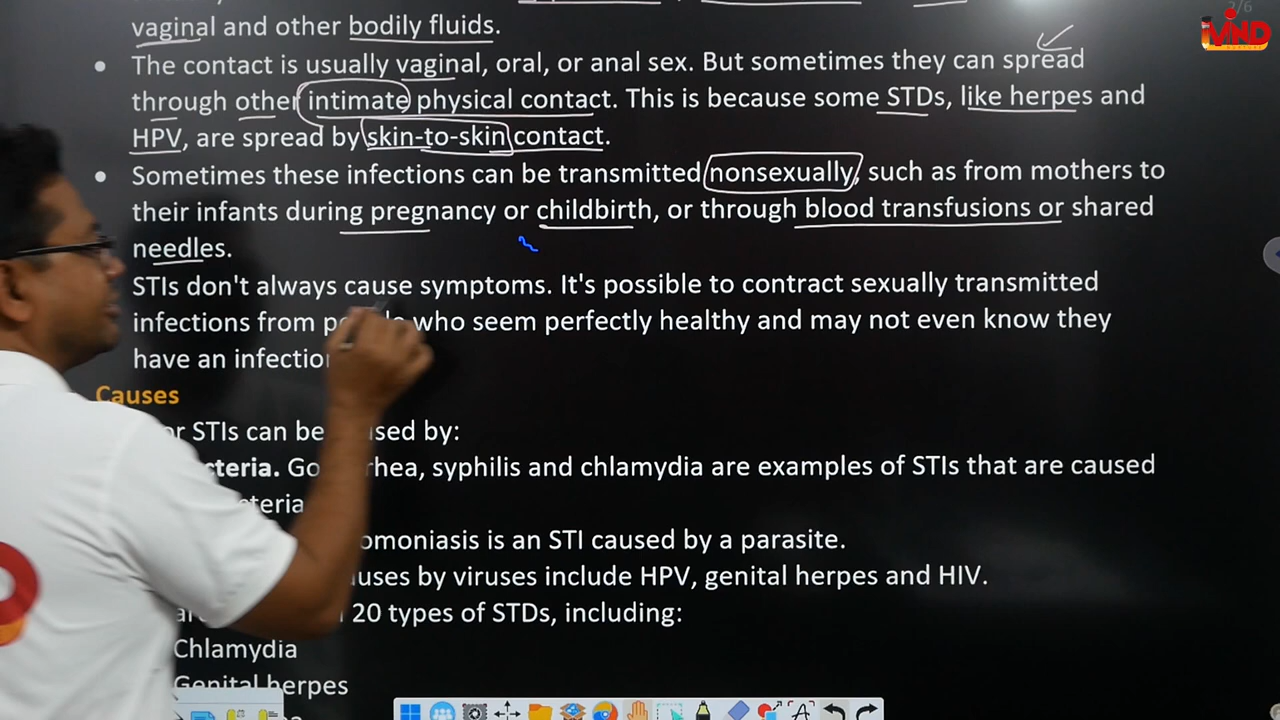 2/6
iMIND
vaginal and other bodily fluids.
The contact is usually vaginal, oral, or anal sex. But sometimes they can spread
through other intimate physical contact. This is because some STDs, like herpes and
HPV, are spread by skin-to-skin contact.
Sometimes these infections can be transmitted nonsexually, such as from mothers to
their infants during pregnancy or childbirth, or through blood transfusions or shared
needles.
STIs don't always cause symptoms. It's possible to contract sexually transmitted
infections from who seem perfectly healthy and may not even know they
have an
Causes
STIs can be by:
syphilis and chlamydia are examples of STIs that are caused
is an STI caused by a parasite.
by viruses include HPV, genital herpes and HIV.
20 types of STDs, including:
Chlamydia
Genital herpes